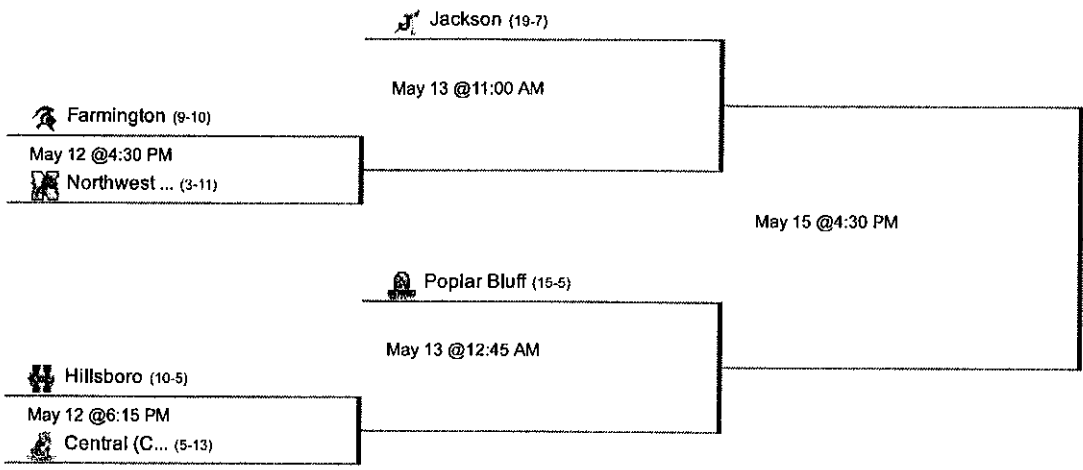 Jackson (19-7)
May 13 @11:00 AM
Farmington (9-10)
May 12 @4:30 PM
Northwest ... (3-11)
May 15 @4:30 PM
Poplar Bluff (15-5)
May 13 @12:45 AM
Hillsboro (10-5)
May 12 @6:15 PM
Central (C... (5-13)